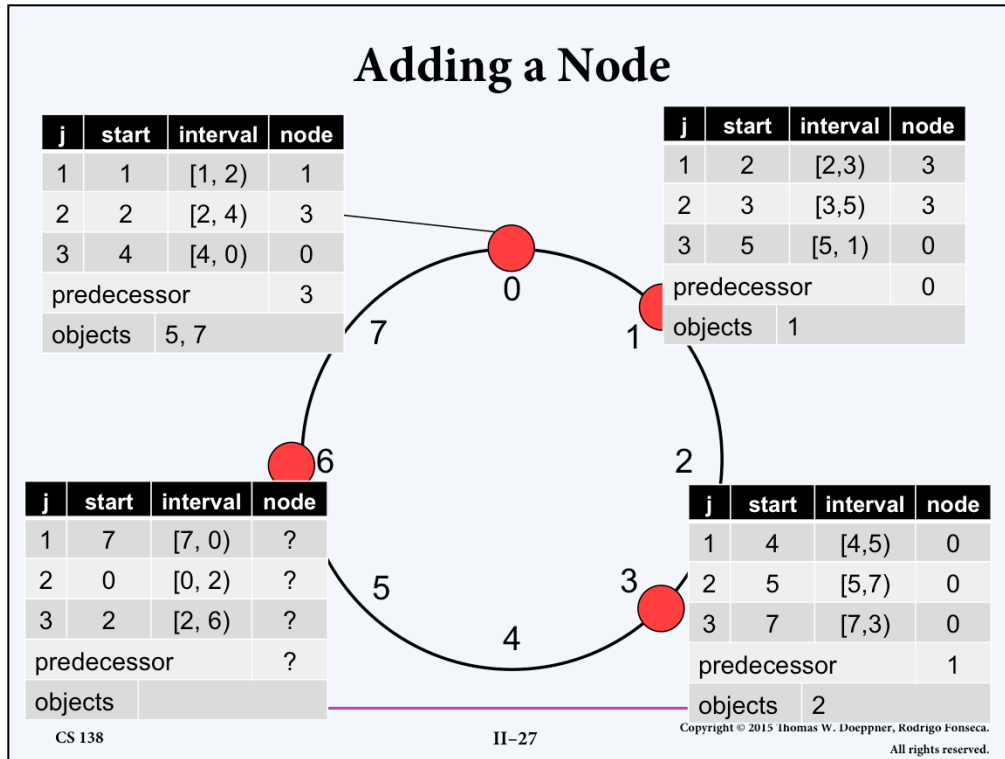 Adding a Node
j start interval node
1 1 [1, 2) 1
2 2 [2, 4) 3
3 4 [4, 0) 0
predecessor 3
objects 5, 7
j start interval node
1 2 [2,3) 3
2 3 [3,5) 3
3 5 [5, 1) 0
predecessor 0
objects 1
0
7
1
6
2
5
3
4
j start interval node
1 7 [7, 0) ?
2 0 [0, 2) ?
3 2 [2, 6) ?
predecessor ?
objects
j start interval node
1 4 [4,5) 0
2 5 [5,7) 0
3 7 [7,3) 0
predecessor 1
objects 2
CS 138
II–27
Copyright © 2015 Thomas W. Doeppner, Rodrigo Fonseca.
All rights reserved.